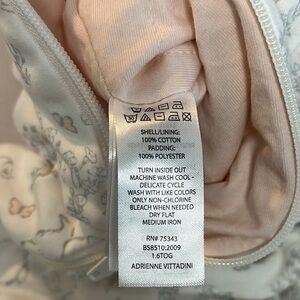 SHELL/LINING:
100% COTTON
PADDING:
100% POLYESTER
TURN INSIDE OUT
MACHINE WASH COOL -
DELICATE CYCLE
WASH WITH LIKE COLORS
ONLY NON-CHLORINE
BLEACH WHEN NEEDED
DRY FLAT
MEDIUM IRON
RN# 75343
BS8510:2009
1.6TOG
ADRIENNE VITTADINI